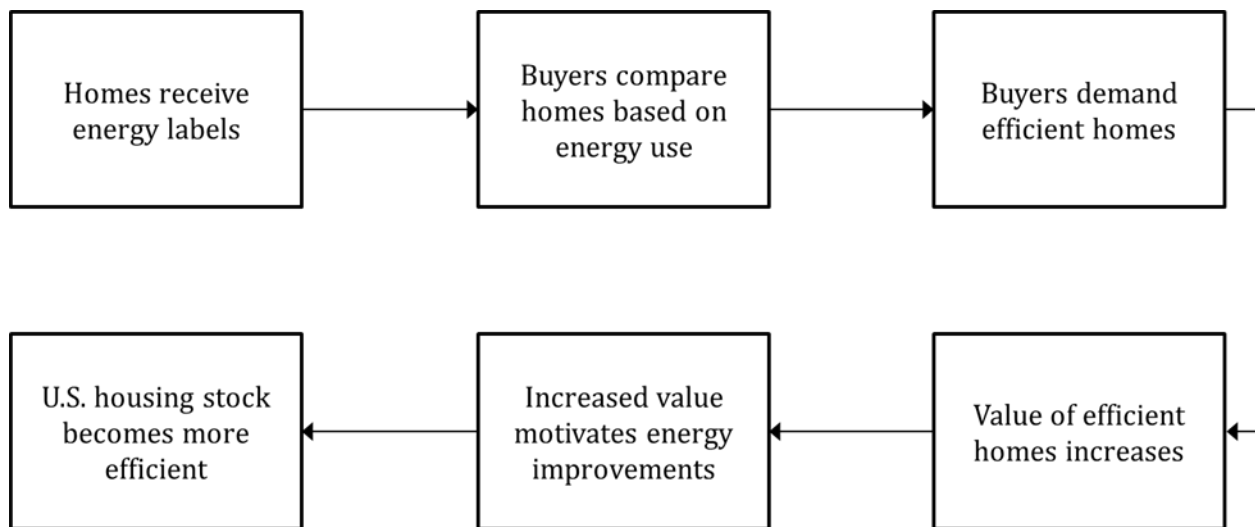 Homes receive
energy labels
Buyers compare
homes based on
energy use
Buyers demand
efficient homes
Value of efficient
homes increases
Increased value
motivates energy
improvements
U.S. housing stock
becomes more
efficient